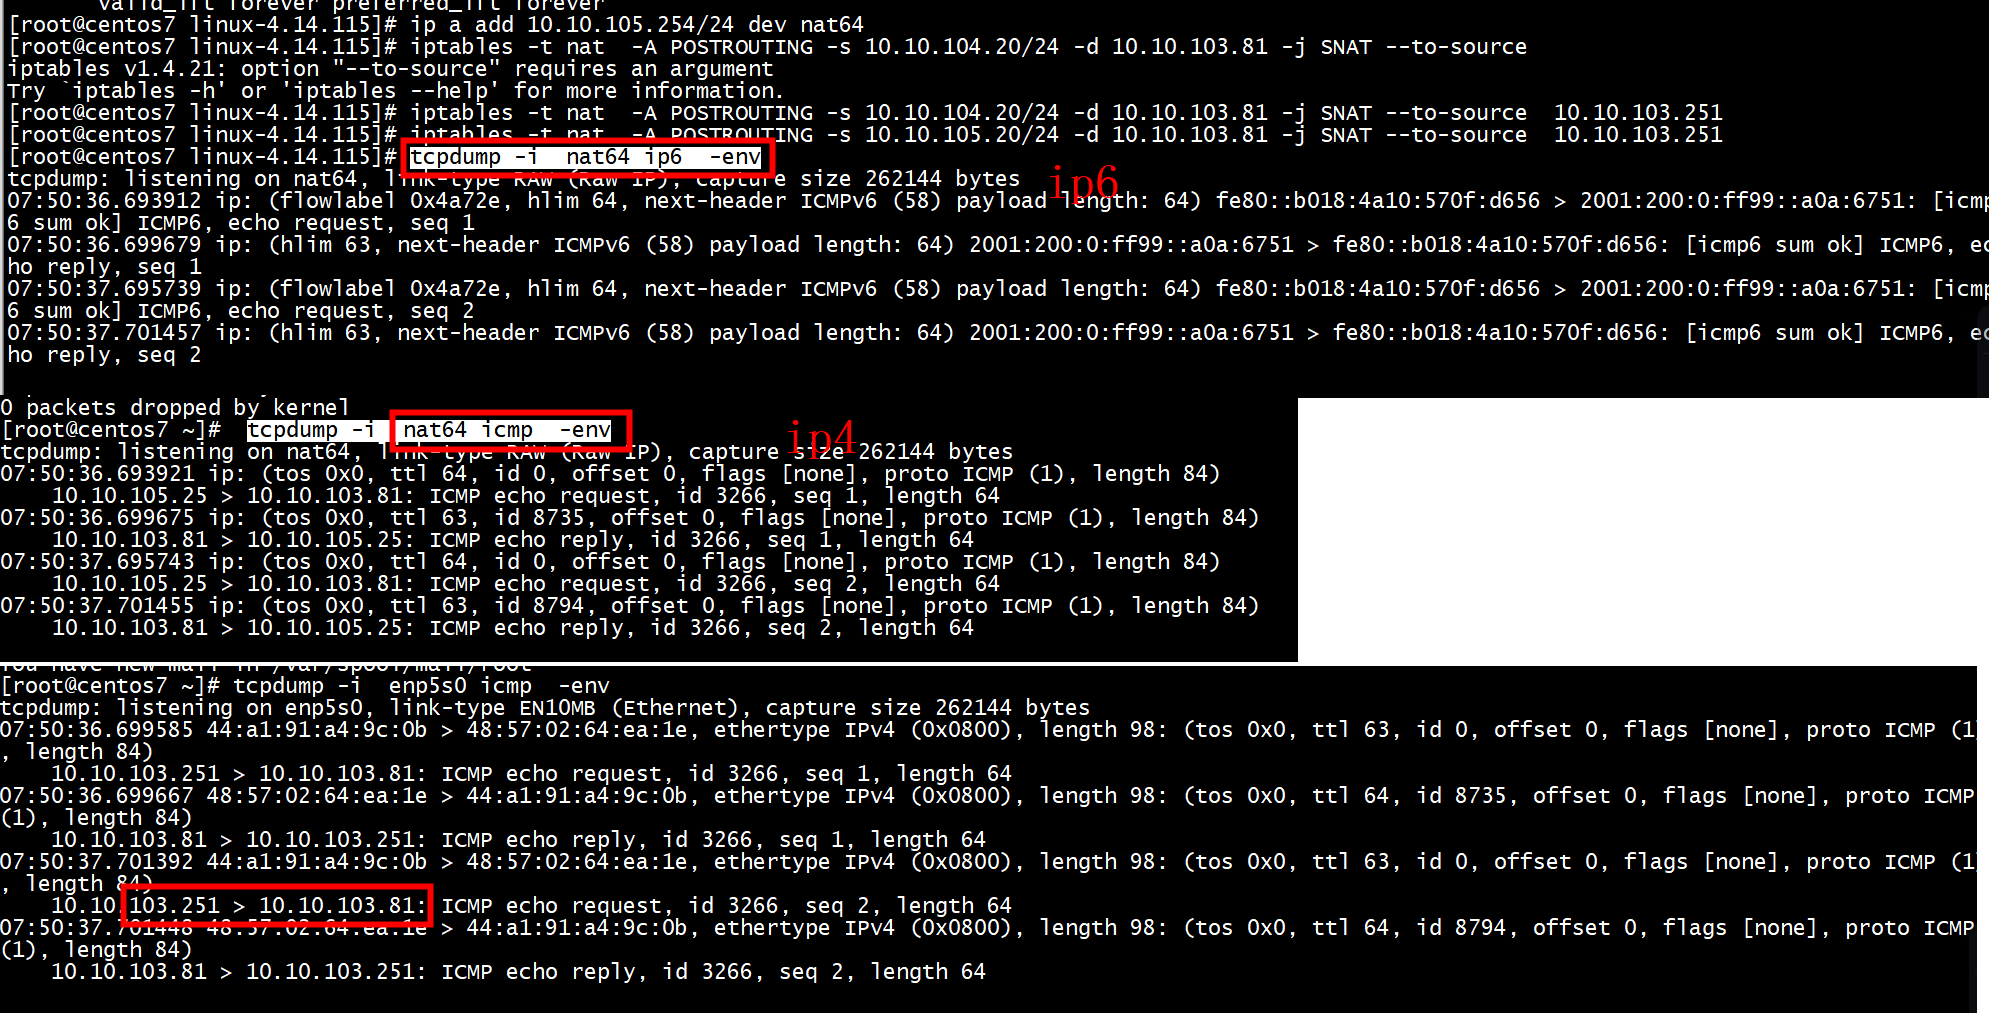 valid_lft forever preferred_lft forever
[root@centos7 linux-4.14.115]# ip a add 10.10.105.254/24 dev nat64
[root@centos7 linux-4.14.115]# iptables -t nat  -A POSTROUTING -s 10.10.104.20/24 -d 10.10.103.81 -j SNAT --to-source
iptables v1.4.21: option "--to-source" requires an argument
Try `iptables -h' or 'iptables --help' for more information.
[root@centos7 linux-4.14.115]# iptables -t nat  -A POSTROUTING -s 10.10.104.20/24 -d 10.10.103.81 -j SNAT --to-source  10.10.103.251
[root@centos7 linux-4.14.115]# iptables -t nat  -A POSTROUTING -s 10.10.105.20/24 -d 10.10.103.81 -j SNAT --to-source  10.10.103.251
[root@centos7 linux-4.14.115]# tcpdump -i  nat64 ip6  -env
tcpdump: listening on nat64, link-type RAW (Raw IP), capture size 262144 bytes
ip6
07:50:36.693912 ip: (flowlabel 0x4a72e, hlim 64, next-header ICMPv6 (58) payload length: 64) fe80::b018:4a10:570f:d656 > 2001:200:0:ff99::a0a:6751: [icmp
6 sum ok] ICMP6, echo request, seq 1
07:50:36.699679 ip: (hlim 63, next-header ICMPv6 (58) payload length: 64) 2001:200:0:ff99::a0a:6751 > fe80::b018:4a10:570f:d656: [icmp6 sum ok] ICMP6, ec
ho reply, seq 1
07:50:37.695739 ip: (flowlabel 0x4a72e, hlim 64, next-header ICMPv6 (58) payload length: 64) fe80::b018:4a10:570f:d656 > 2001:200:0:ff99::a0a:6751: [icmp
6 sum ok] ICMP6, echo request, seq 2
07:50:37.701457 ip: (hlim 63, next-header ICMPv6 (58) payload length: 64) 2001:200:0:ff99::a0a:6751 > fe80::b018:4a10:570f:d656: [icmp6 sum ok] ICMP6, ec
ho reply, seq 2
0 packets dropped by kernel
[root@centos7 ~]#  tcpdump -i  nat64 icmp  -env
ip4
tcpdump: listening on nat64, link-type RAW (Raw IP), capture size 262144 bytes
07:50:36.693921 ip: (tos 0x0, ttl 64, id 0, offset 0, flags [none], proto ICMP (1), length 84)
10.10.105.25 > 10.10.103.81: ICMP echo request, id 3266, seq 1, length 64
07:50:36.699675 ip: (tos 0x0, ttl 63, id 8735, offset 0, flags [none], proto ICMP (1), length 84)
10.10.103.81 > 10.10.105.25: ICMP echo reply, id 3266, seq 1, length 64
07:50:37.695743 ip: (tos 0x0, ttl 64, id 0, offset 0, flags [none], proto ICMP (1), length 84)
10.10.105.25 > 10.10.103.81: ICMP echo request, id 3266, seq 2, length 64
07:50:37.701455 ip: (tos 0x0, ttl 63, id 8794, offset 0, flags [none], proto ICMP (1), length 84)
10.10.103.81 > 10.10.105.25: ICMP echo reply, id 3266, seq 2, length 64
You have new mail in /var/spool/mail/root
[root@centos7 ~]# tcpdump -i  enp5s0 icmp  -env
tcpdump: listening on enp5s0, link-type EN10MB (Ethernet), capture size 262144 bytes
07:50:36.699585 44:a1:91:a4:9c:0b > 48:57:02:64:ea:1e, ethertype IPv4 (0x0800), length 98: (tos 0x0, ttl 63, id 0, offset 0, flags [none], proto ICMP (1)
, length 84)
10.10.103.251 > 10.10.103.81: ICMP echo request, id 3266, seq 1, length 64
07:50:36.699667 48:57:02:64:ea:1e > 44:a1:91:a4:9c:0b, ethertype IPv4 (0x0800), length 98: (tos 0x0, ttl 64, id 8735, offset 0, flags [none], proto ICMP
(1), length 84)
10.10.103.81 > 10.10.103.251: ICMP echo reply, id 3266, seq 1, length 64
07:50:37.701392 44:a1:91:a4:9c:0b > 48:57:02:64:ea:1e, ethertype IPv4 (0x0800), length 98: (tos 0x0, ttl 63, id 0, offset 0, flags [none], proto ICMP (1)
, length 84)
10.10.103.251 > 10.10.103.81: ICMP echo request, id 3266, seq 2, length 64
07:50:37.701448 48:57:02:64:ea:1e > 44:a1:91:a4:9c:0b, ethertype IPv4 (0x0800), length 98: (tos 0x0, ttl 64, id 8794, offset 0, flags [none], proto ICMP
(1), length 84)
10.10.103.81 > 10.10.103.251: ICMP echo reply, id 3266, seq 2, length 64